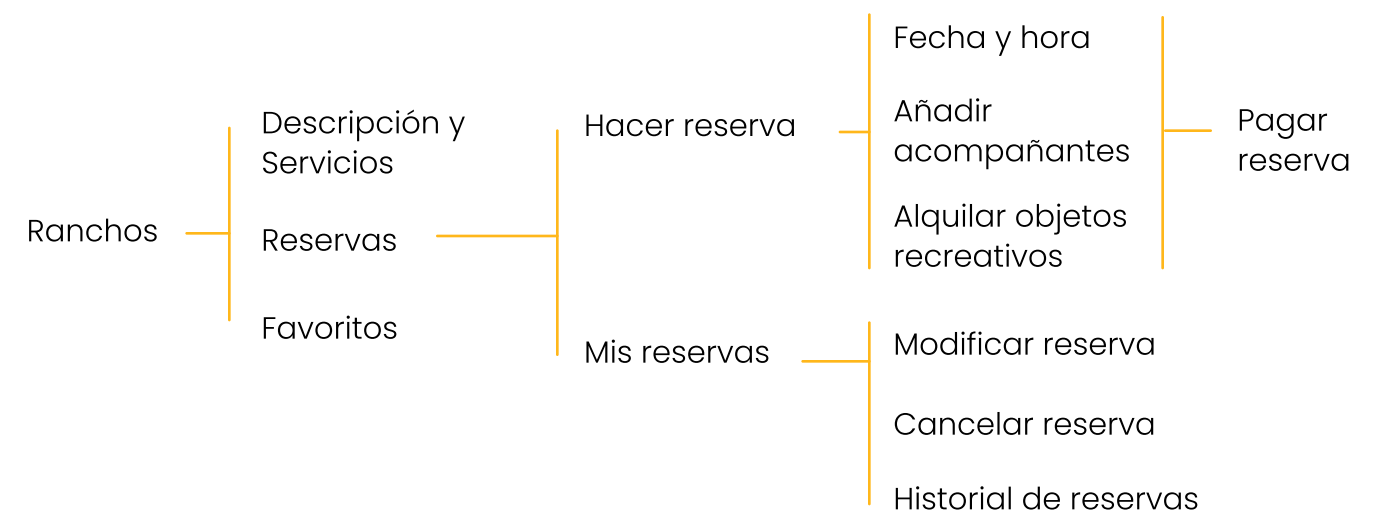 Ranchos
Descripción y
Servicios
Reservas
Favoritos
Hacer reserva
Mis reservas
Fecha y hora
Añadir
acompañantes
Alquilar objetos
recreativos
Modificar reserva
Cancelar reserva
Historial de reservas
Pagar
reserva